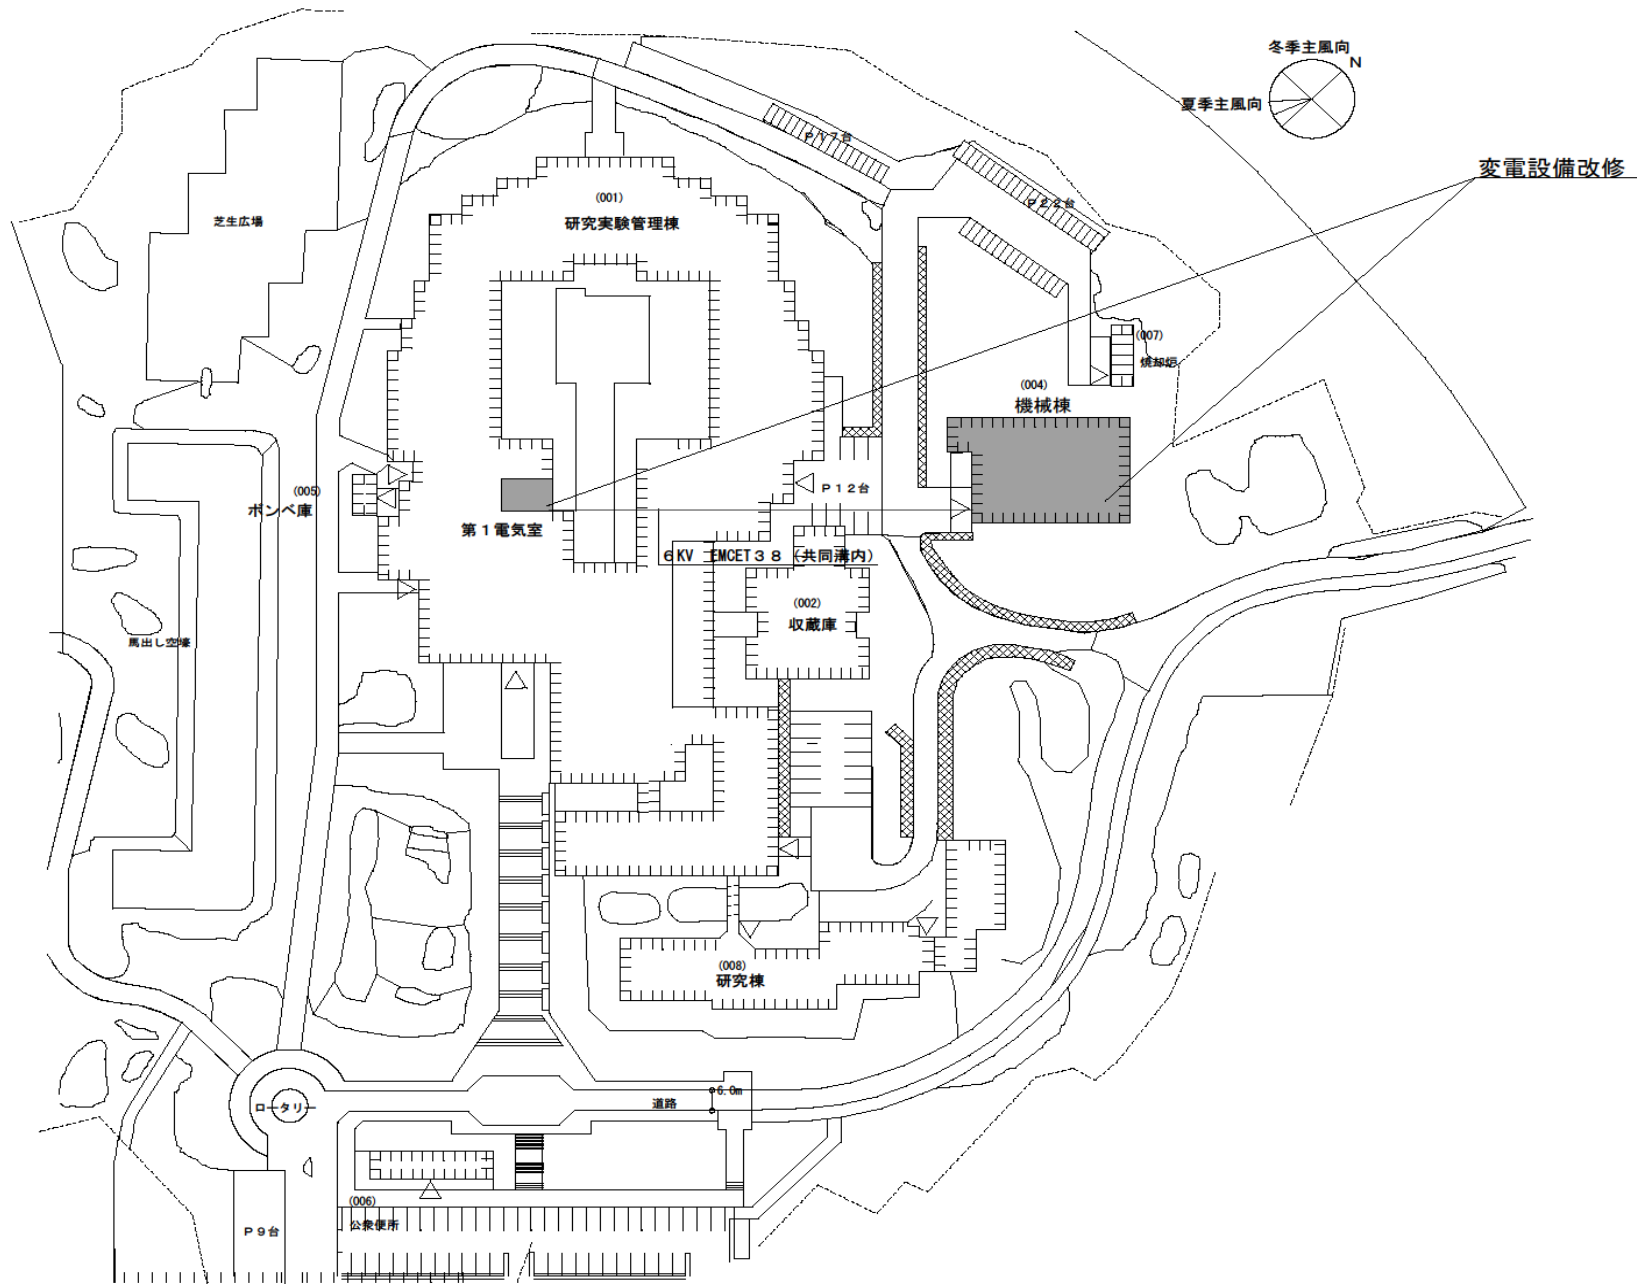 冬季主風向
N
夏季主風向
P17台
変電設備改修
(001)
研究実験管理棟
P22台
芝生広場
(007)
焼却炉
(004)
機械棟
(005)
ボンベ庫
P12台
第1電気室
6KV EMCET38(共同溝内)
(002)
収蔵庫
馬出し空壕
(008)
研究棟
6.0m
道路
ロータリー
(006)
公衆便所
P9台